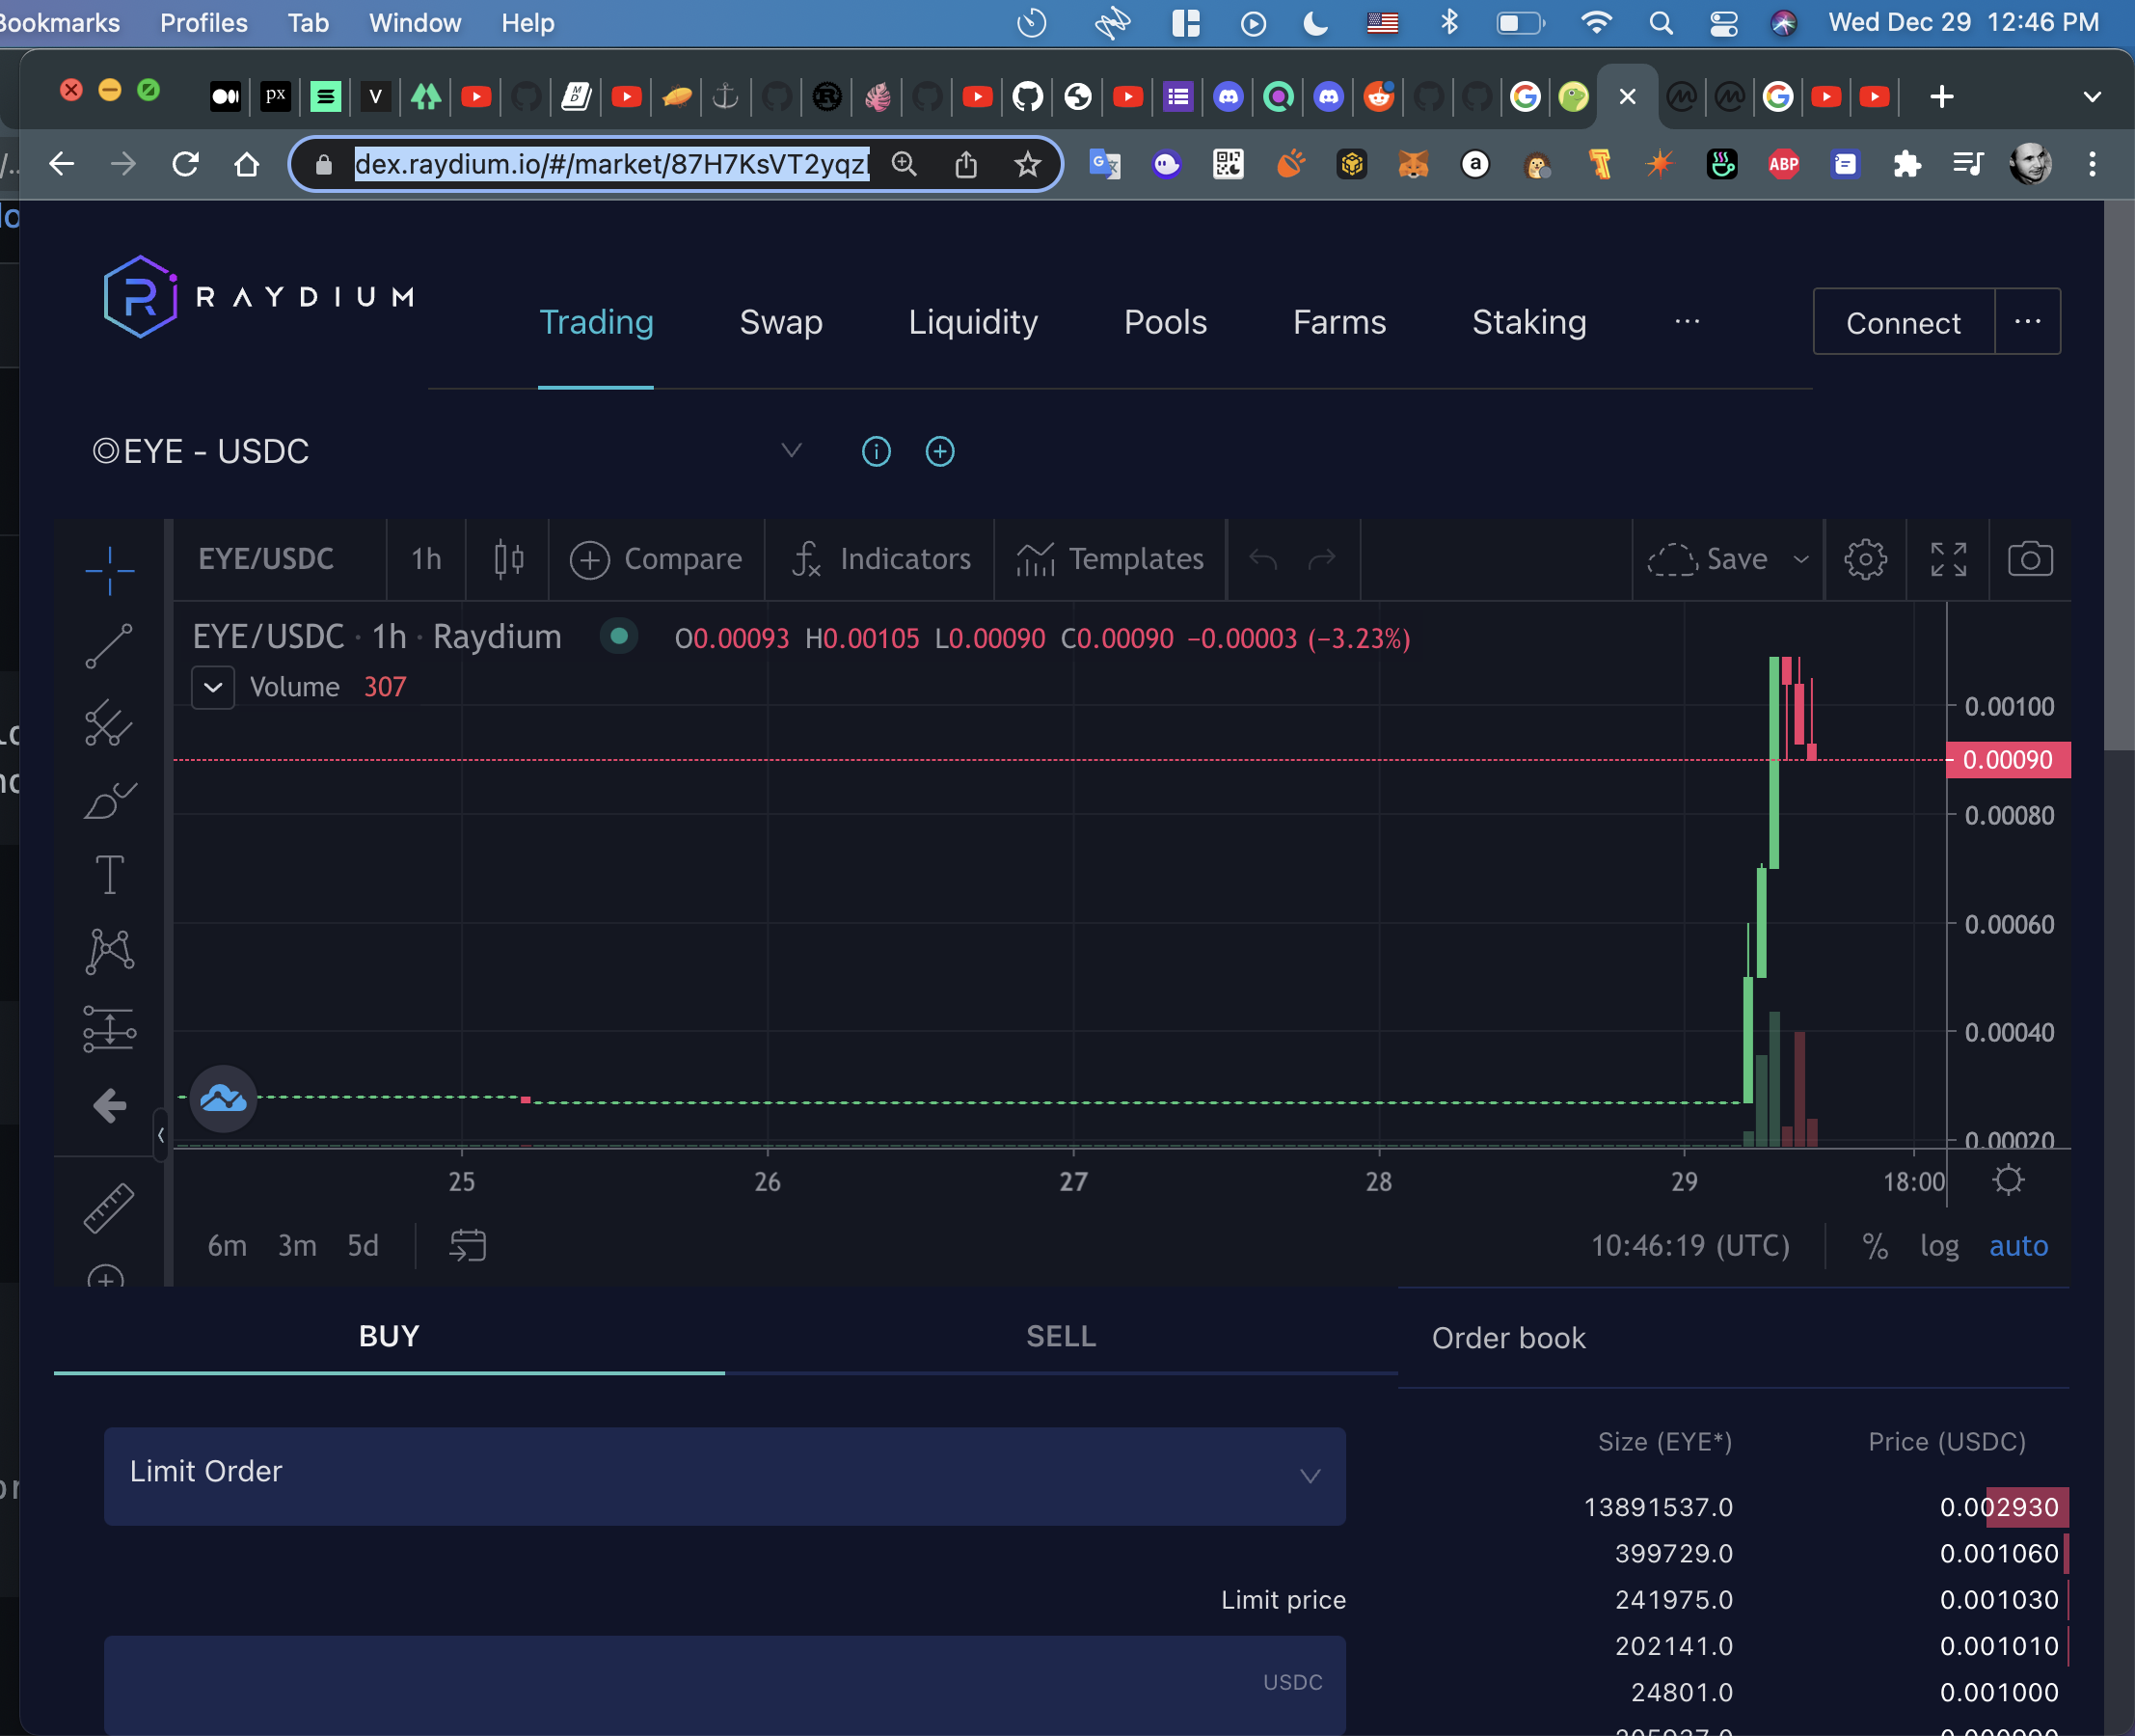 Bookmarks Profiles Tab Window Help Wed Dec 29 12:46 PM
dex.raydium.io/#/market/87H7KsVT2yqz
RAYDIUM
Trading Swap Liquidity Pools Farms Staking ··· Connect ···
EYE - USDC
EYE/USDC 1h Compare Indicators Templates Save
EYE/USDC · 1h · Raydium O0.00093 H0.00105 L0.00090 C0.00090 −0.00003 (−3.23%)
Volume 307
0.00100
0.00090
0.00080
0.00060
0.00040
0.00020
25 26 27 28 29 18:00
6m 3m 5d 10:46:19 (UTC) % log auto
BUY SELL Order book
Size (EYE*) Price (USDC)
Limit Order
13891537.0 0.002930
399729.0 0.001060
Limit price
241975.0 0.001030
202141.0 0.001010
USDC
24801.0 0.001000